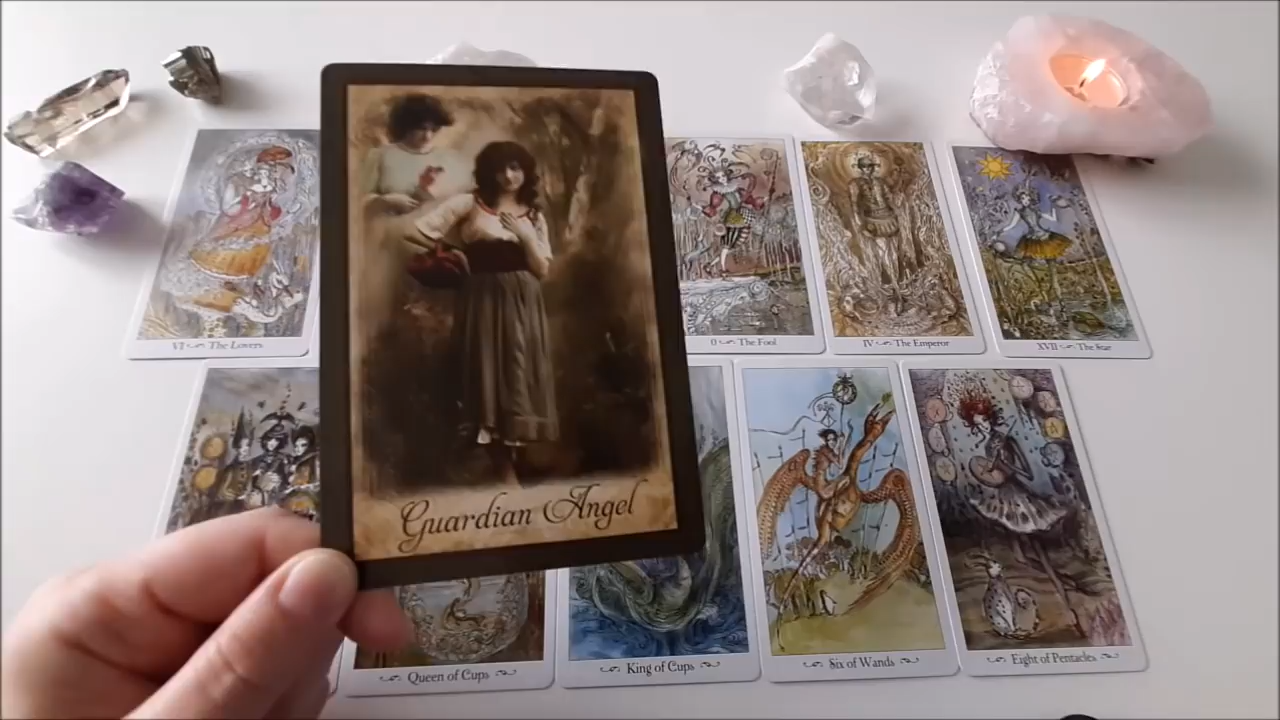 VI The Lovers
0 The Fool
IV The Emperor
XVII The Star
Guardian Angel
Queen of Cups
King of Cups
Six of Wands
Eight of Pentacles